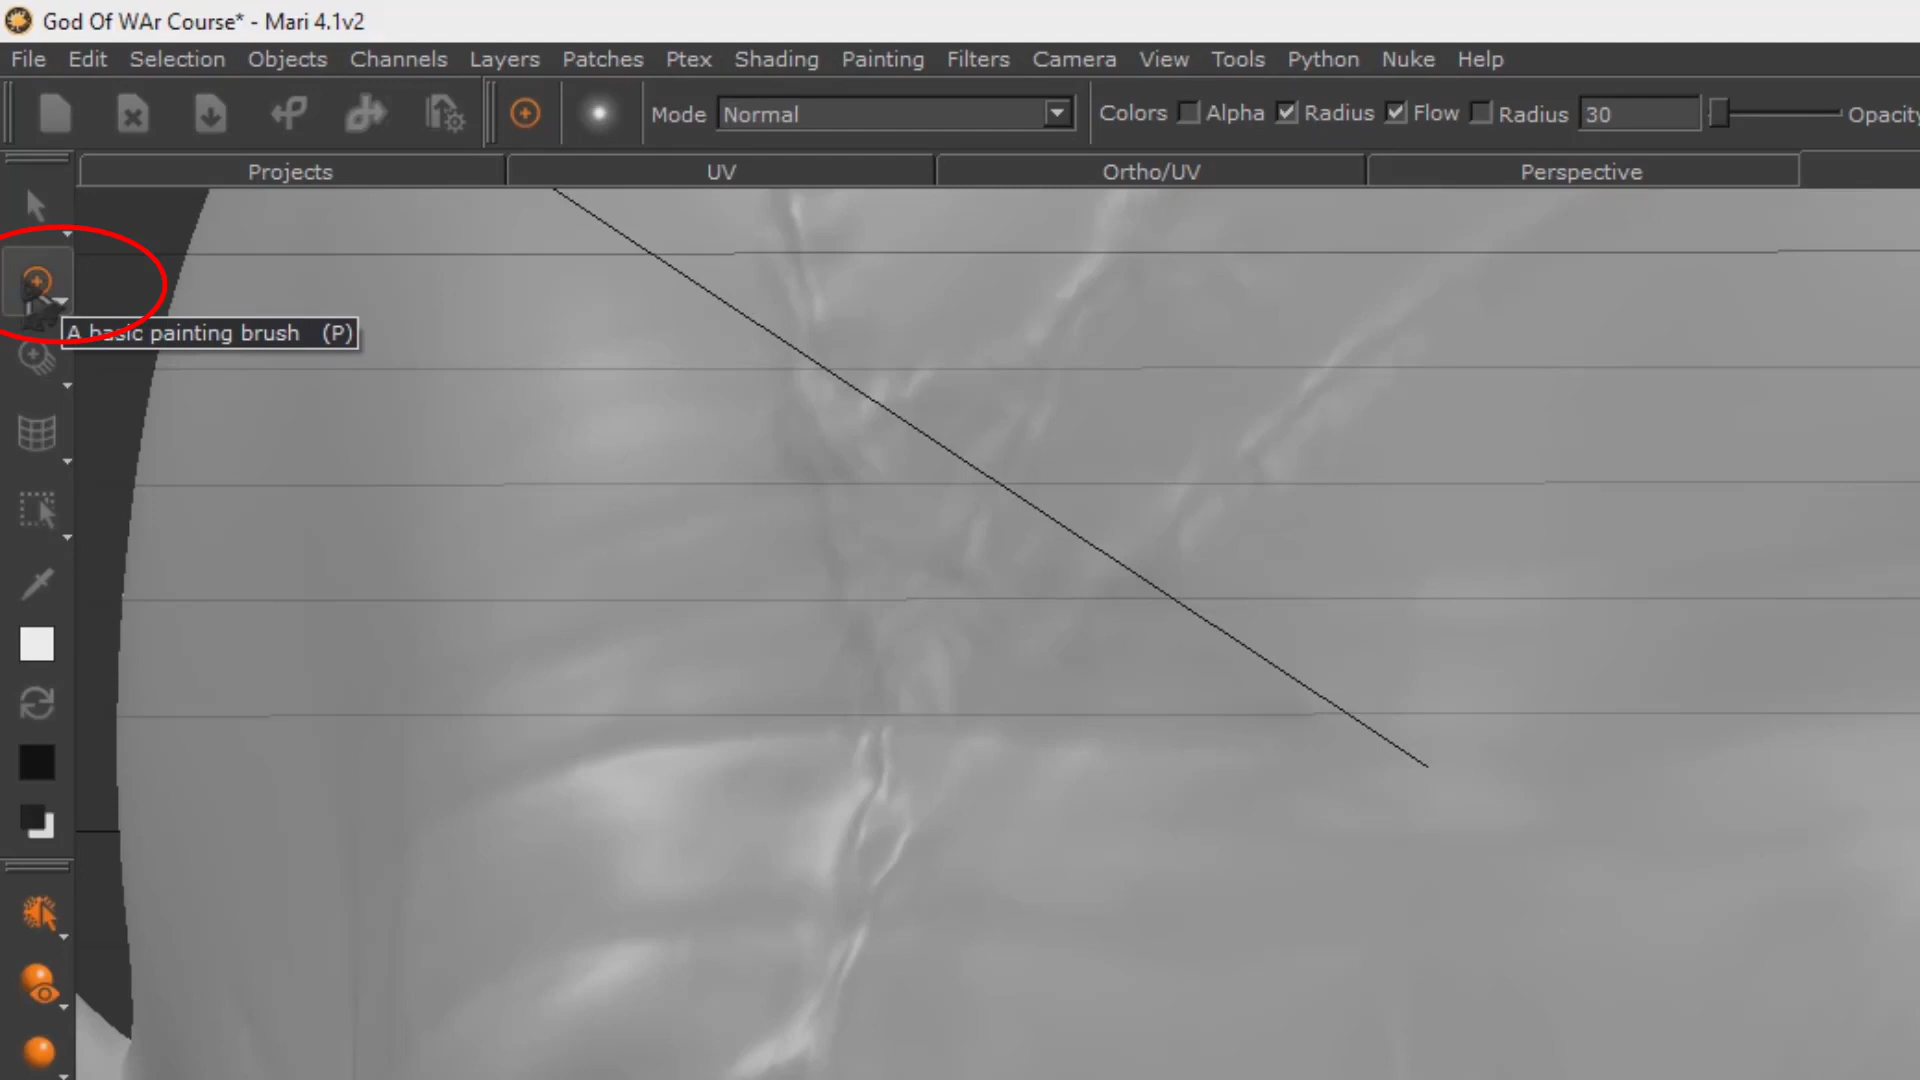 God Of WAr Course* - Mari 4.1v2
File Edit Selection Objects Channels Layers Patches Ptex Shading Painting Filters Camera View Tools Python Nuke Help
Mode Normal Colors Alpha Radius Flow Radius 30 Opacity
Projects UV Ortho/UV Perspective
A basic painting brush (P)